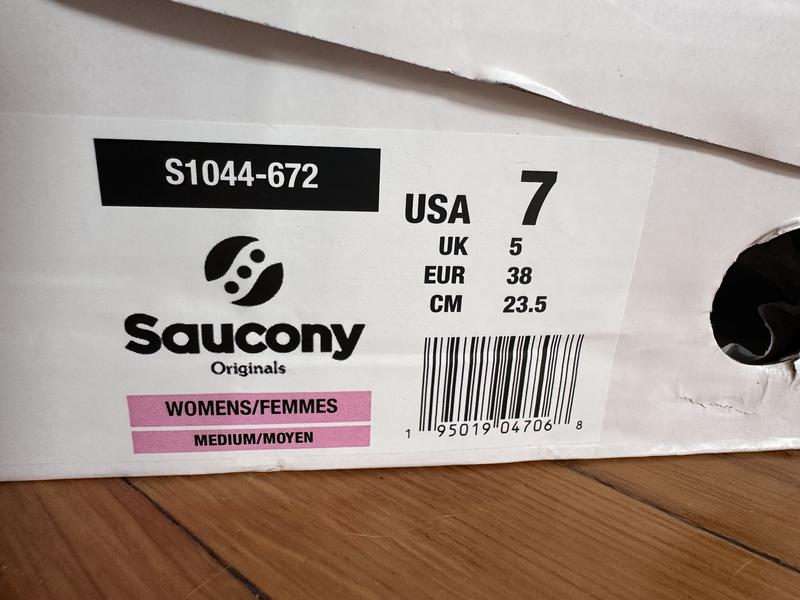 S1044-672
Saucony
Originals
WOMENS/FEMMES
MEDIUM/MOYEN
USA 7
UK 5
EUR 38
CM 23.5
1 95019 04706 8